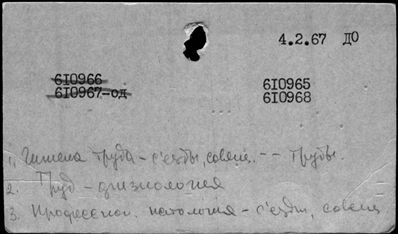 4.2.67 ДО
610966 610965
610967-од 610968
1, Гигиена труда - съезды, совещ. -- Труды.
2. Труд - физиология
3. Професион. патология - съезды, совещ